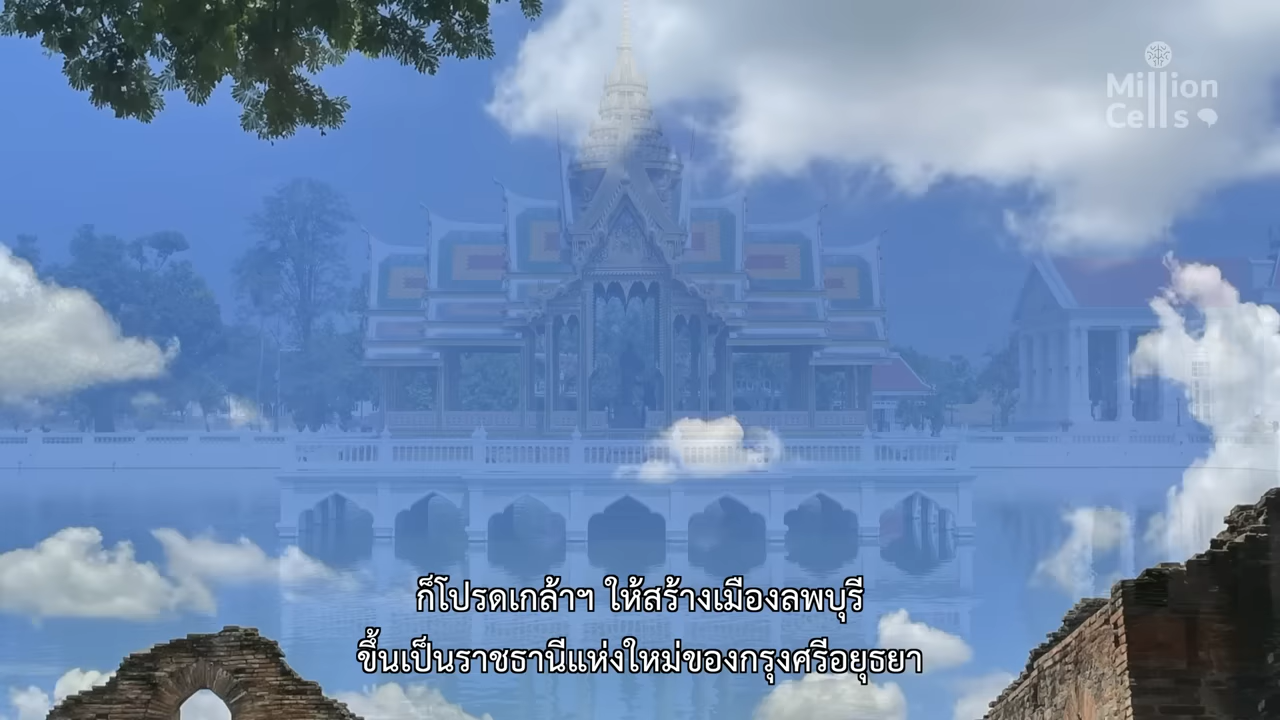 Million
Cells
ก็โปรดเกล้าฯ ให้สร้างเมืองลพบุรี
ขึ้นเป็นราชธานีแห่งใหม่ของกรุงศรีอยุธยา